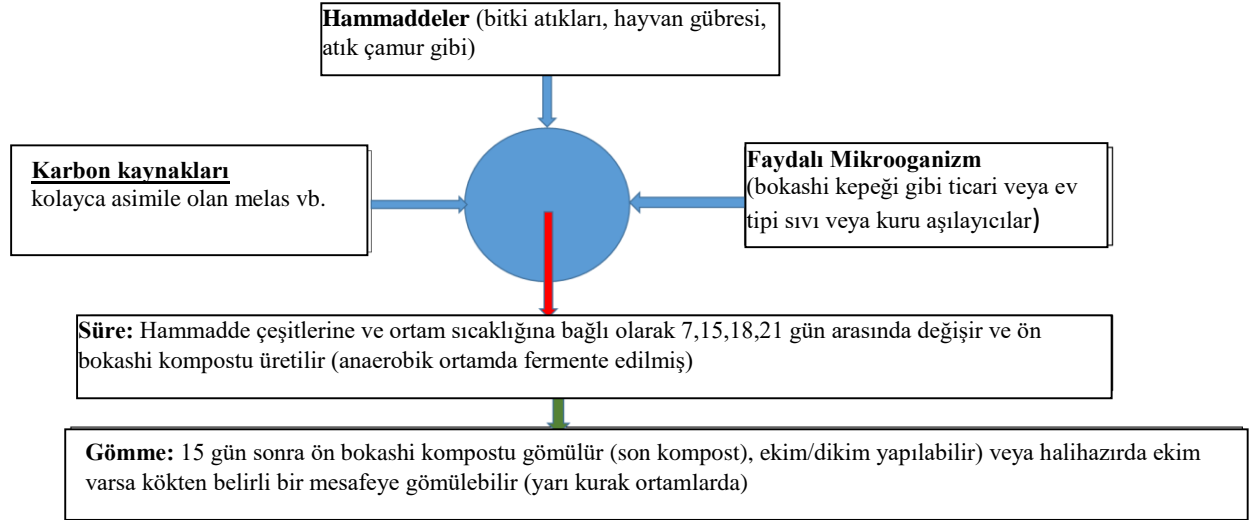 Hammaddeler (bitki atıkları, hayvan gübresi,
atık çamur gibi)
Karbon kaynakları
kolayca asimile olan melas vb.
Faydalı Mikrooganizm
(bokashi kepeği gibi ticari veya ev
tipi sıvı veya kuru aşılayıcılar)
Süre: Hammadde çeşitlerine ve ortam sıcaklığına bağlı olarak 7,15,18,21 gün arasında değişir ve ön
bokashi kompostu üretilir (anaerobik ortamda fermente edilmiş)
Gömme: 15 gün sonra ön bokashi kompostu gömülür (son kompost), ekim/dikim yapılabilir) veya halihazırda ekim
varsa kökten belirli bir mesafeye gömülebilir (yarı kurak ortamlarda)